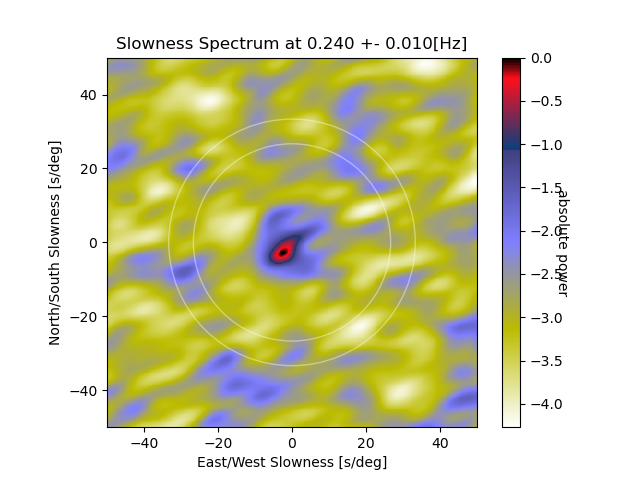 Slowness Spectrum at 0.240 +- 0.010[Hz]
North/South Slowness [s/deg]
40
20
0
−20
−40
−40 −20 0 20 40
East/West Slowness [s/deg]
0.0
−0.5
−1.0
−1.5
−2.0
−2.5
−3.0
−3.5
−4.0
absolute power